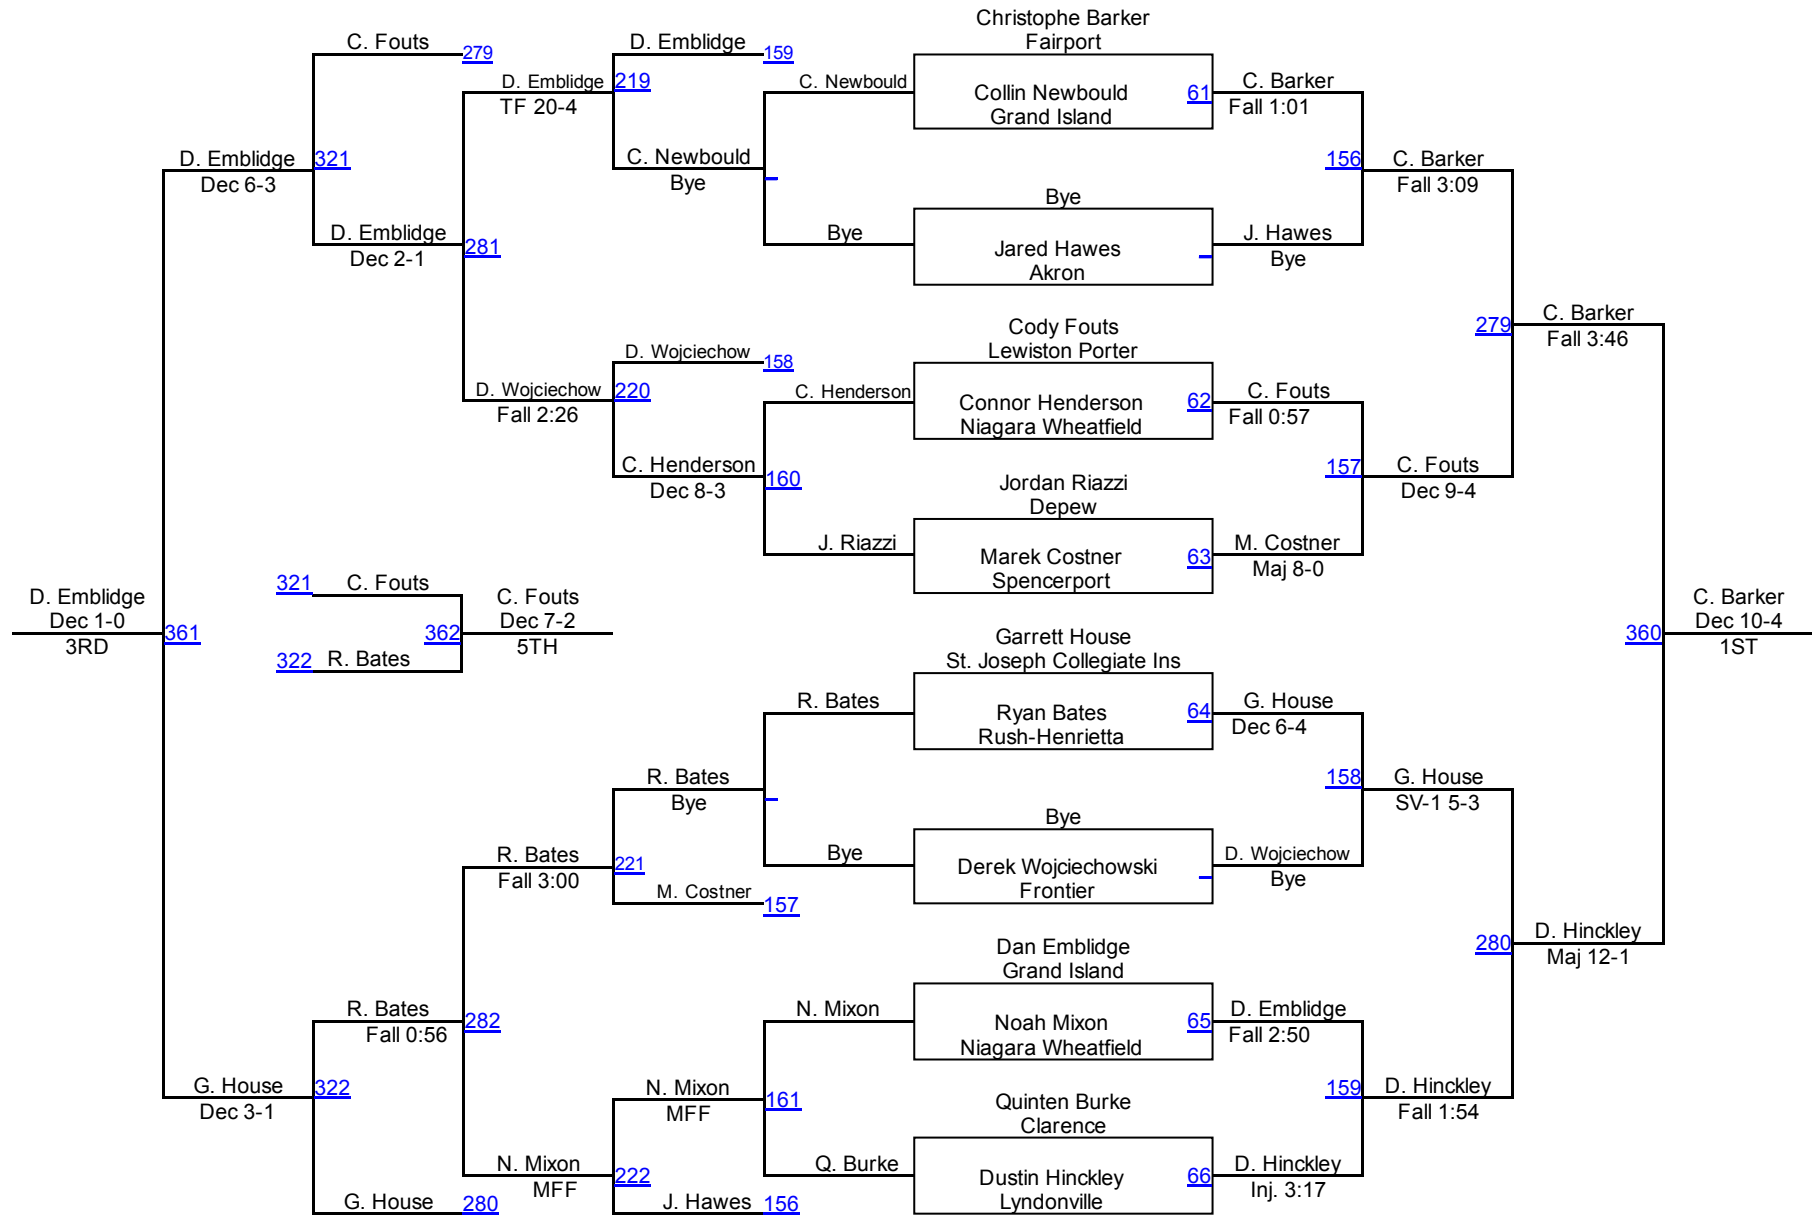 Christophe Barker
Fairport
C. Fouts 279 D. Emblidge 159
D. Emblidge 219 C. Newbould Collin Newbould 61 C. Barker
TF 20-4 Grand Island Fall 1:01
D. Emblidge 321 C. Newbould 156 C. Barker
Dec 6-3 Bye Fall 3:09
Bye
D. Emblidge 281 Bye Jared Hawes J. Hawes
Dec 2-1 Akron Bye
Cody Fouts 279 C. Barker
Lewiston Porter Fall 3:46
D. Wojciechow 158
D. Wojciechow 220 C. Henderson Connor Henderson 62 C. Fouts
Fall 2:26 Niagara Wheatfield Fall 0:57
C. Henderson 160 157 C. Fouts
Dec 8-3 Dec 9-4
Jordan Riazzi
Depew
J. Riazzi Marek Costner 63 M. Costner
Spencerport Maj 8-0
321 C. Fouts
D. Emblidge C. Fouts C. Barker
Dec 1-0 Dec 7-2 Dec 10-4
361 362 360
3RD 5TH 1ST
322 R. Bates
Garrett House
St. Joseph Collegiate Ins
R. Bates Ryan Bates 64 G. House
Rush-Henrietta Dec 6-4
R. Bates 158 G. House
Bye SV-1 5-3
Bye
R. Bates 221 Bye Derek Wojciechowski D. Wojciechow
Fall 3:00 Frontier Bye
M. Costner 157
Dan Emblidge 280 D. Hinckley
Grand Island Maj 12-1
R. Bates 282 N. Mixon Noah Mixon 65 D. Emblidge
Fall 0:56 Niagara Wheatfield Fall 2:50
G. House 322 N. Mixon 161 159 D. Hinckley
Dec 3-1 MFF Fall 1:54
Quinten Burke
Clarence
N. Mixon 222 Q. Burke Dustin Hinckley 66 D. Hinckley
MFF Lyndonville Inj. 3:17
G. House 280 J. Hawes 156